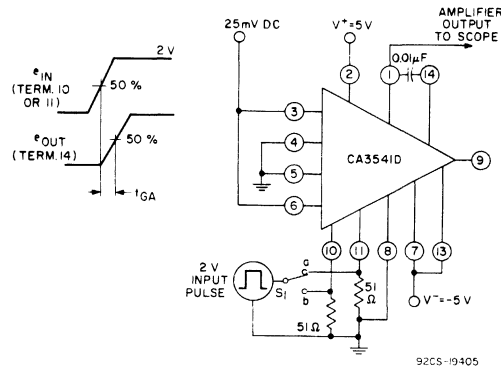 AMPLIFIER
OUTPUT
TO SCOPE
25mV DC
V+=5V
0.01µF
2 V
eIN
(TERM. 10
OR 11)
50 %
eOUT
(TERM. 14)
50 %
tGA
1
14
2
3
4
5
6
CA3541D
9
10
11
8
7
13
2 V
INPUT
PULSE
S1
a
b
51
Ω
51Ω
V−=−5 V
92CS-19405